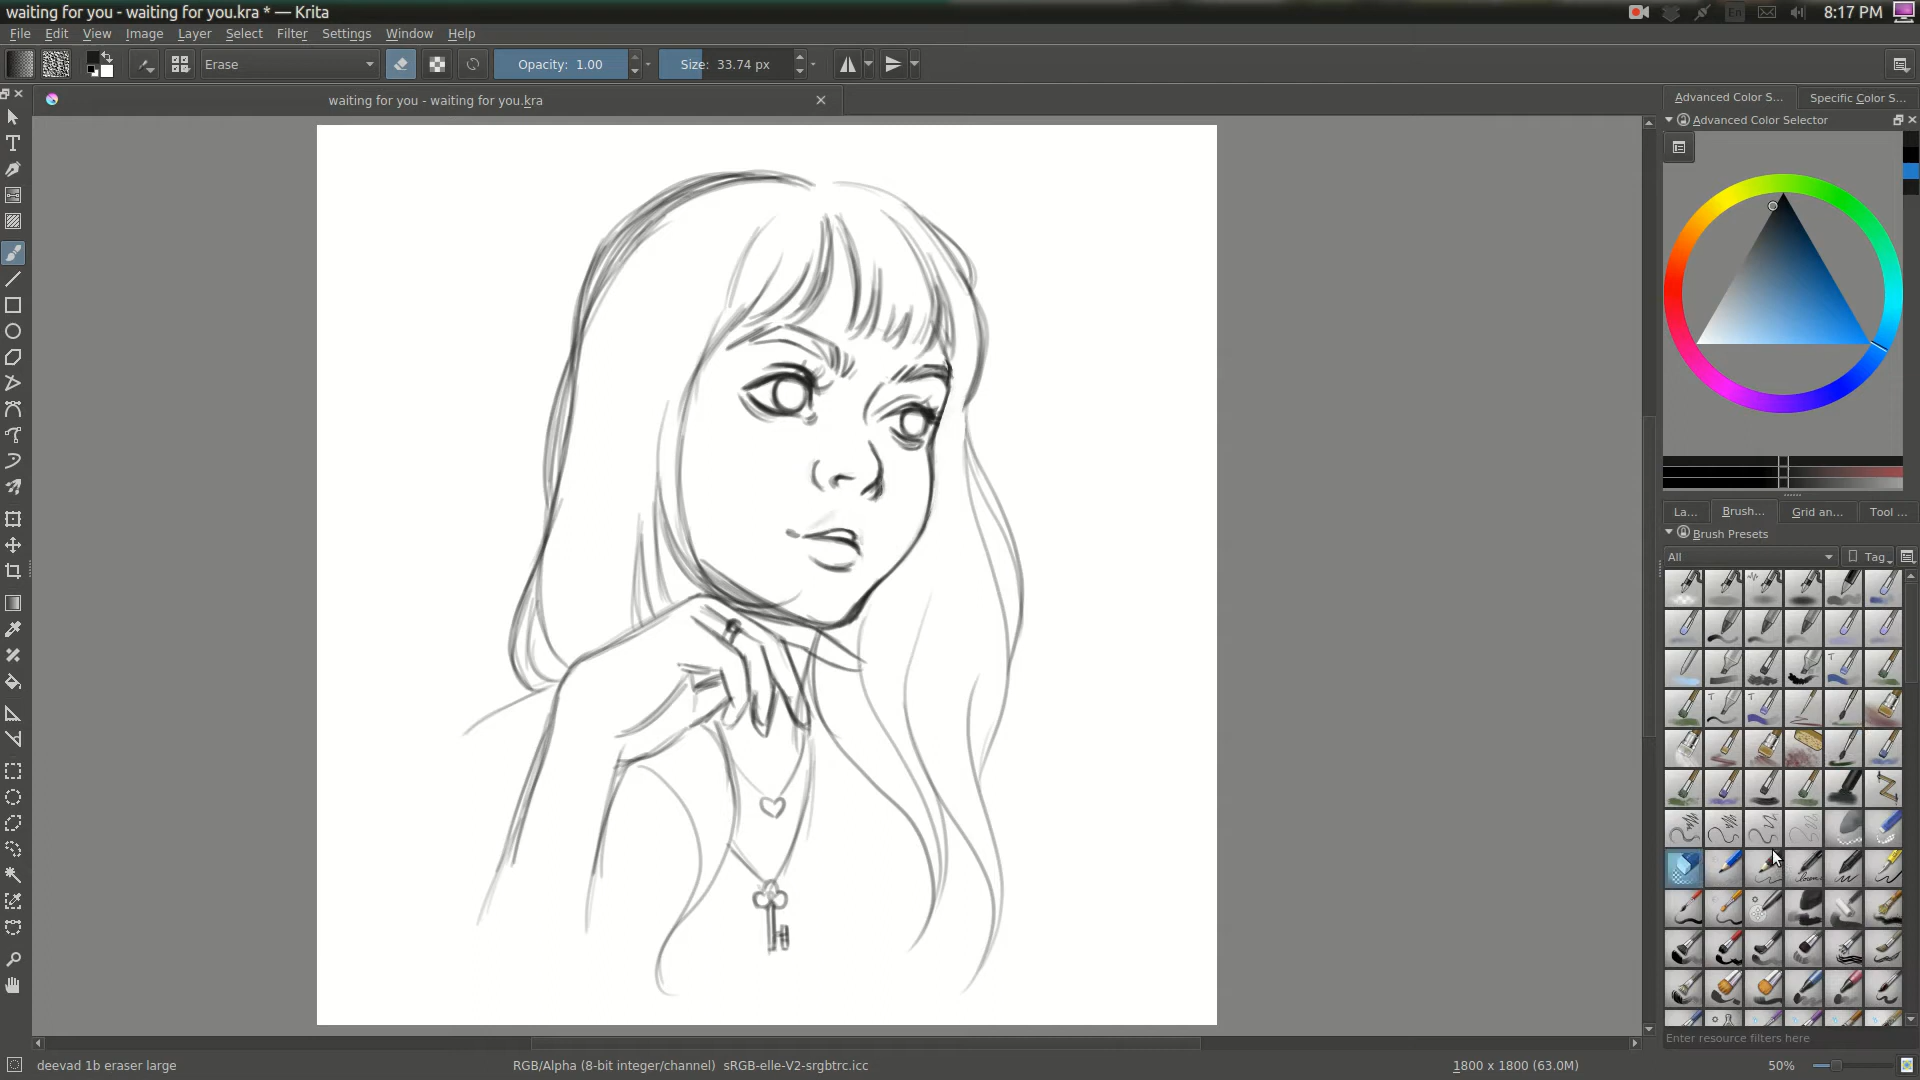 waiting for you - waiting for you.kra * — Krita
En
8:17 PM
File Edit View Image Layer Select Filter Settings Window Help
Erase
Opacity: 1.00
Size: 33.74 px
waiting for you - waiting for you.kra
Advanced Color S...
Specific Color S...
Advanced Color Selector
La...
Brush...
Grid an...
Tool ...
Brush Presets
All
Tag
T
T
T
Enter resource filters here
deevad 1b eraser large
RGB/Alpha (8-bit integer/channel) sRGB-elle-V2-srgbtrc.icc
1800 x 1800 (63.0M)
50%